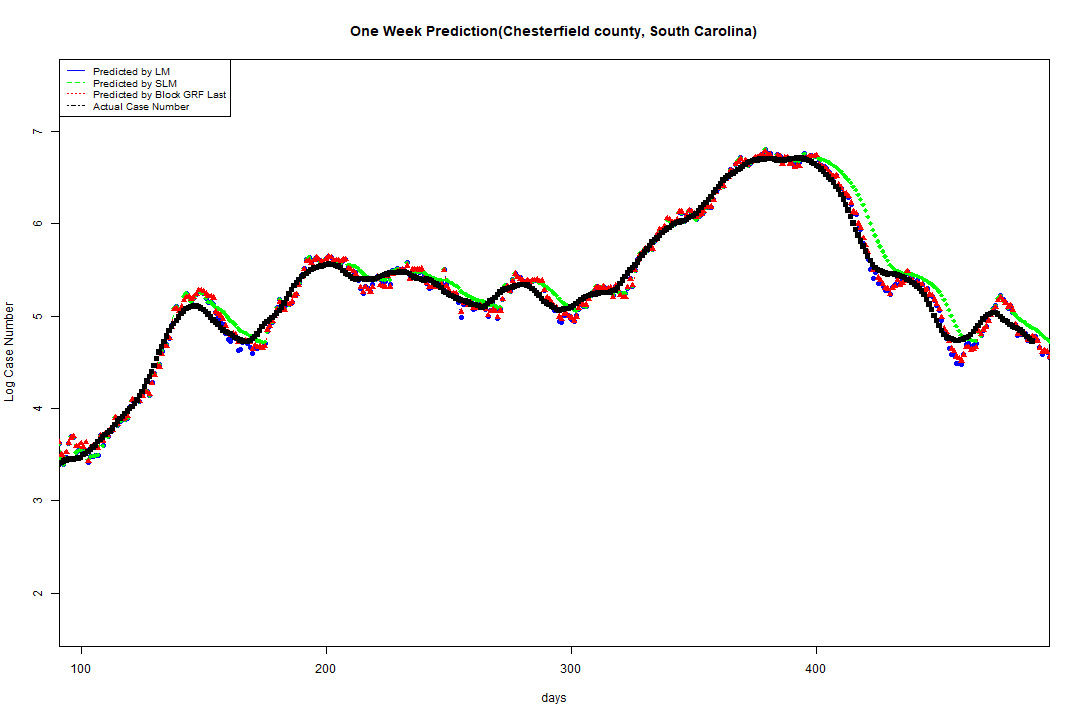 One Week Prediction(Chesterfield county, South Carolina)
Predicted by LM
Predicted by SLM
Predicted by Block GRF Last
Actual Case Number
7
6
5
4
3
2
Log Case Number
100 200 300 400
days